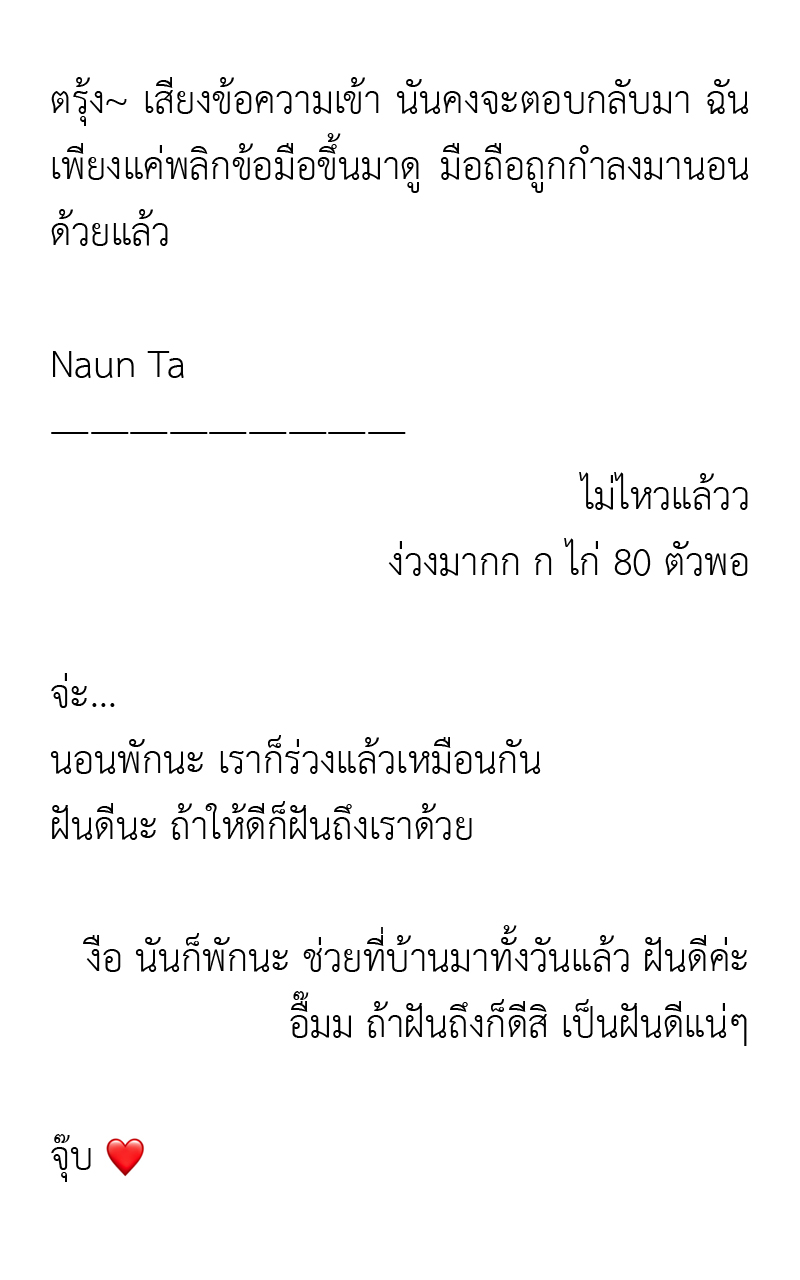 ตรุ้ง~ เสียงข้อความเข้า นันคงจะตอบกลับมา ฉัน
เพียงแค่พลิกข้อมือขึ้นมาดู มือถือถูกกำลงมานอน
ด้วยแล้ว
Naun Ta
—————————
ไม่ไหวแล้วว
ง่วงมากก ก ไก่ 80 ตัวพอ
จ่ะ...
นอนพักนะ เราก็ร่วงแล้วเหมือนกัน
ฝันดีนะ ถ้าให้ดีก็ฝันถึงเราด้วย
งือ นันก็พักนะ ช่วยที่บ้านมาทั้งวันแล้ว ฝันดีค่ะ
อื๊มม ถ้าฝันถึงก็ดีสิ เป็นฝันดีแน่ๆ
จุ๊บ ❤️